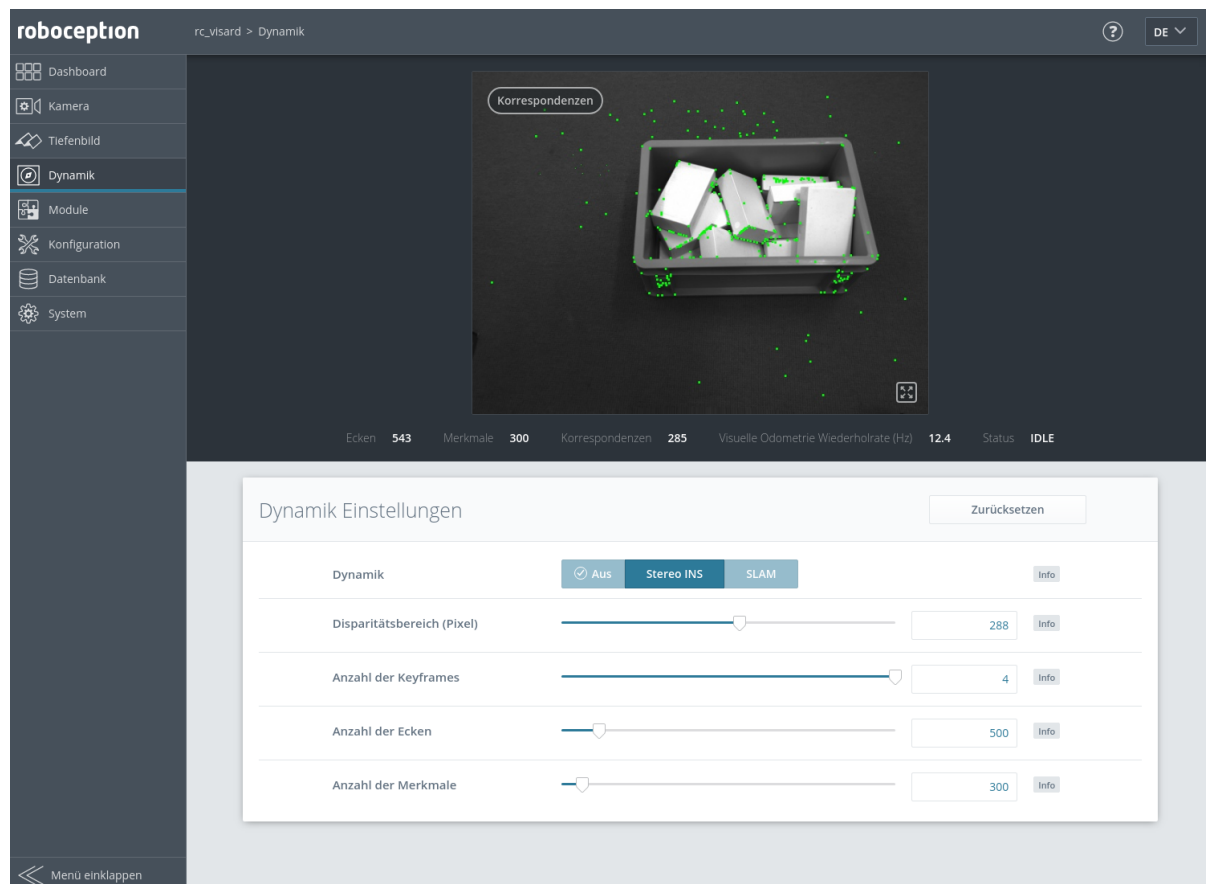 roboception
rc_visard > Dynamik
?
DE
Dashboard
Kamera
Tiefenbild
Dynamik
Module
Konfiguration
Datenbank
System
Menü einklappen
Korrespondenzen
Ecken 543 Merkmale 300 Korrespondenzen 285 Visuelle Odometrie Wiederholrate (Hz) 12.4 Status IDLE
Dynamik Einstellungen Zurücksetzen
Dynamik Aus Stereo INS SLAM Info
Disparitätsbereich (Pixel) 288 Info
Anzahl der Keyframes 4 Info
Anzahl der Ecken 500 Info
Anzahl der Merkmale 300 Info